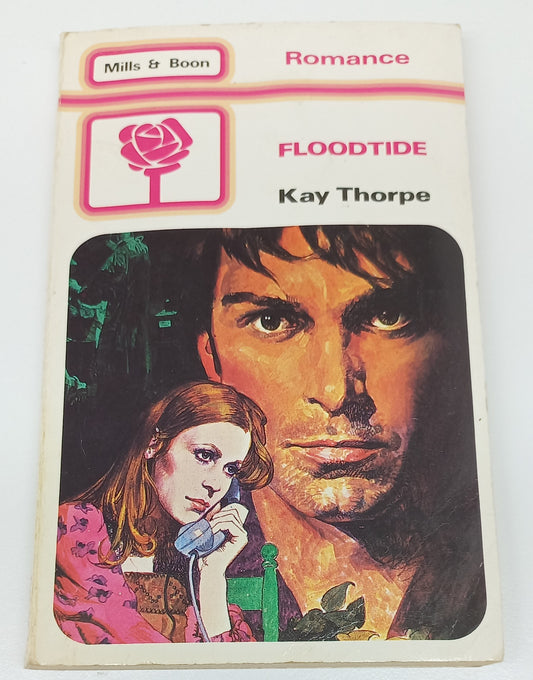 Mills & Boon
Romance
FLOODTIDE
Kay Thorpe